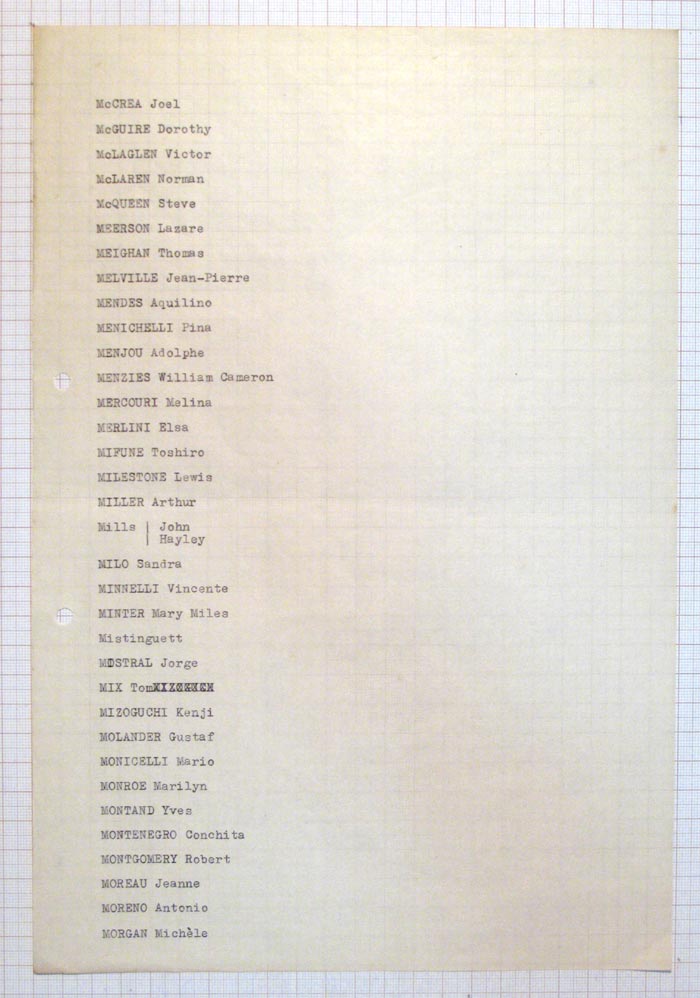 McCREA Joel
McGUIRE Dorothy
McLAGLEN Victor
McLAREN Norman
McQUEEN Steve
MEERSON Lazare
MEIGHAN Thomas
MELVILLE Jean-Pierre
MENDES Aquilino
MENICHELLI Pina
MENJOU Adolphe
MENZIES William Cameron
MERCOURI Melina
MERLINI Elsa
MIFUNE Toshiro
MILESTONE Lewis
MILLER Arthur
Mills | John
Hayley
MILO Sandra
MINNELLI Vincente
MINTER Mary Miles
Mistinguett
MISTRAL Jorge
MIX Tom
MIZOGUCHI Kenji
MOLANDER Gustaf
MONICELLI Mario
MONROE Marilyn
MONTAND Yves
MONTENEGRO Conchita
MONTGOMERY Robert
MOREAU Jeanne
MORENO Antonio
MORGAN Michèle